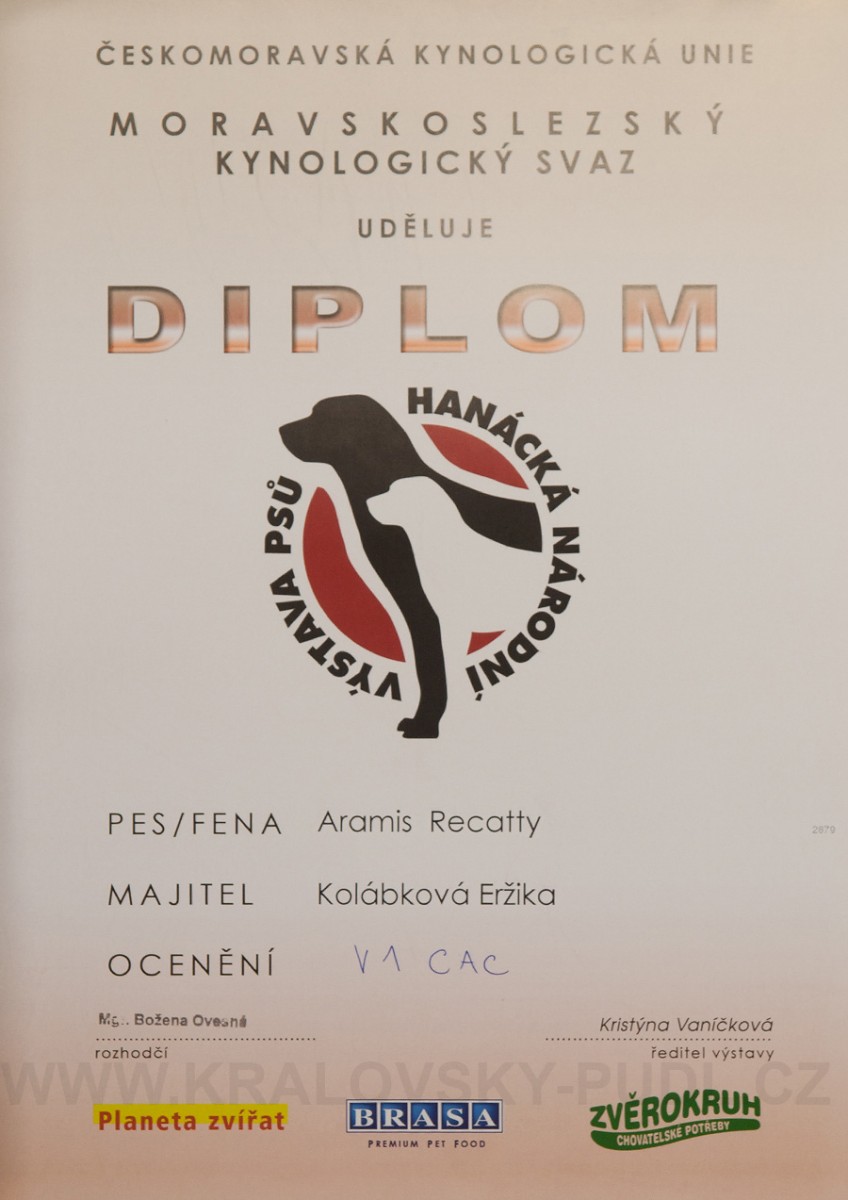 ČESKOMORAVSKÁ KYNOLOGICKÁ UNIE
MORAVSKOSLEZSKÝ
KYNOLOGICKÝ SVAZ
UDĚLUJE
DIPLOM
HANÁCKÁ NÁRODNÍ
VÝSTAVA PSŮ
PES/FENA Aramis Recatty
2879
MAJITEL Kolábková Eržika
OCENĚNÍ V1 CAC
Mgr. Božena Ovesná
Kristýna Vaníčková
rozhodčí
ředitel výstavy
WWW.KRALOVSKY-PUDL.CZ
Planeta zvířat
BRASA
PREMIUM PET FOOD
ZVĚROKRUH
CHOVATELSKÉ POTŘEBY